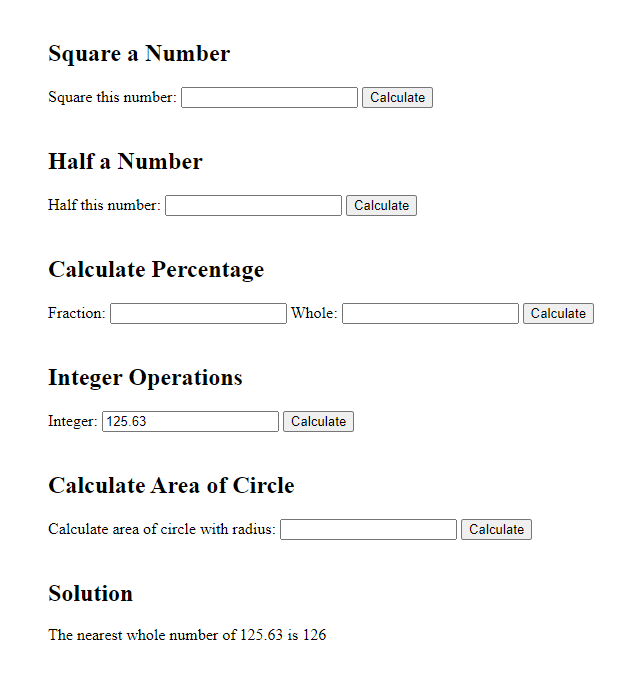 Square a Number
Square this number: Calculate
Half a Number
Half this number: Calculate
Calculate Percentage
Fraction: Whole: Calculate
Integer Operations
Integer: 125.63 Calculate
Calculate Area of Circle
Calculate area of circle with radius: Calculate
Solution
The nearest whole number of 125.63 is 126